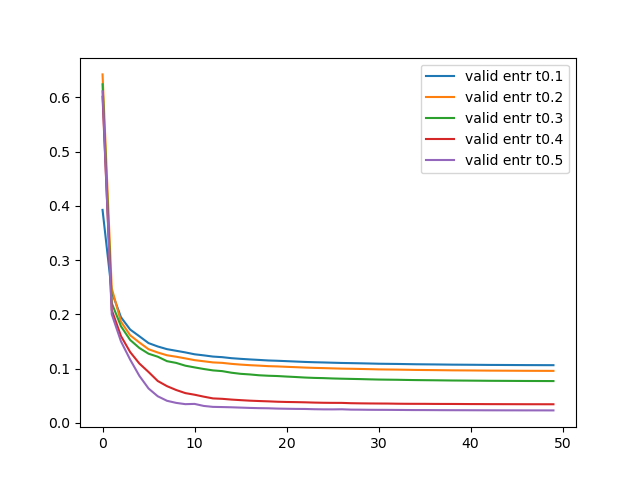 valid entr t0.1
valid entr t0.2
valid entr t0.3
valid entr t0.4
valid entr t0.5
0.6
0.5
0.4
0.3
0.2
0.1
0.0
0 10 20 30 40 50